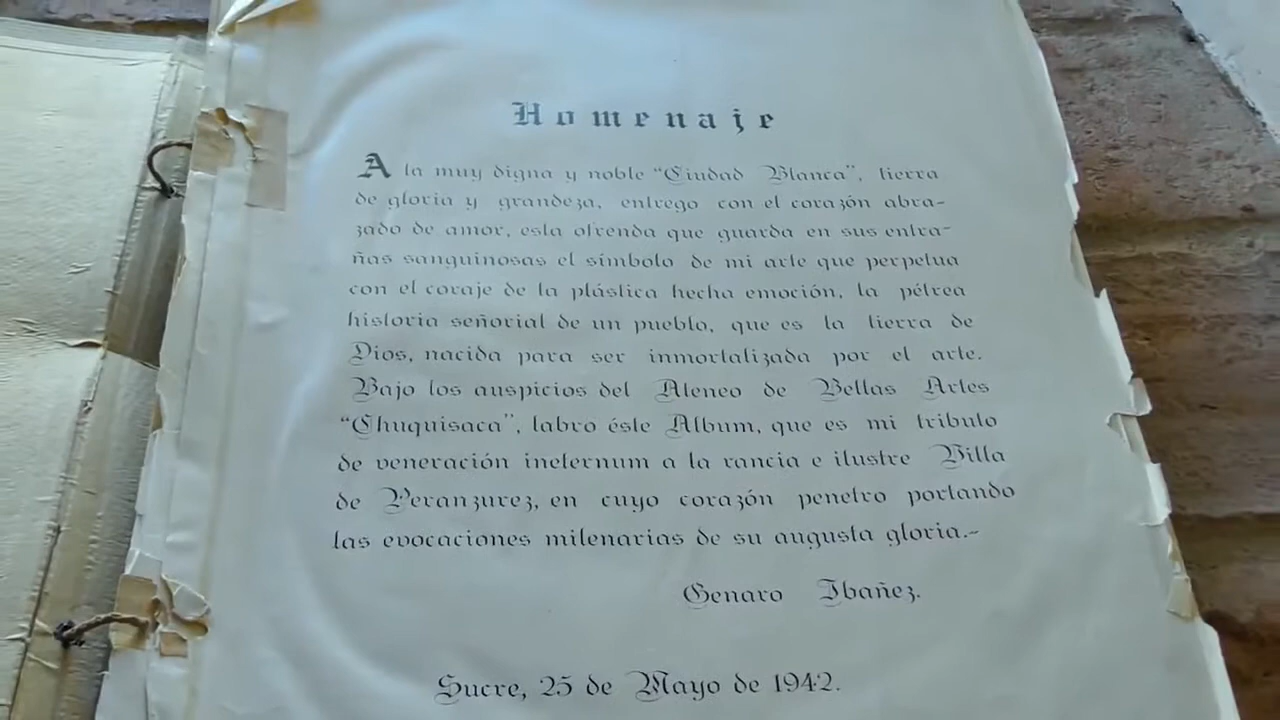 Homenaje
A la muy digna y noble “Ciudad Blanca”, tierra
de gloria y grandeza, entrego con el corazón abra-
zado de amor, esta ofrenda que guarda en sus entra-
ñas sanguinosas el símbolo de mi arte que perpetua
con el coraje de la plástica hecha emoción, la pétrea
historia señorial de un pueblo, que es la tierra de
Dios, nacida para ser inmortalizada por el arte.
Bajo los auspicios del Ateneo de Bellas Artes
“Chuquisaca”, labro éste Album, que es mi tributo
de veneración ineternum a la rancia e ilustre Villa
de Peranzurez, en cuyo corazón penetro portando
las evocaciones milenarias de su augusta gloria.-
Genaro Ibañez.
Sucre, 25 de Mayo de 1942.